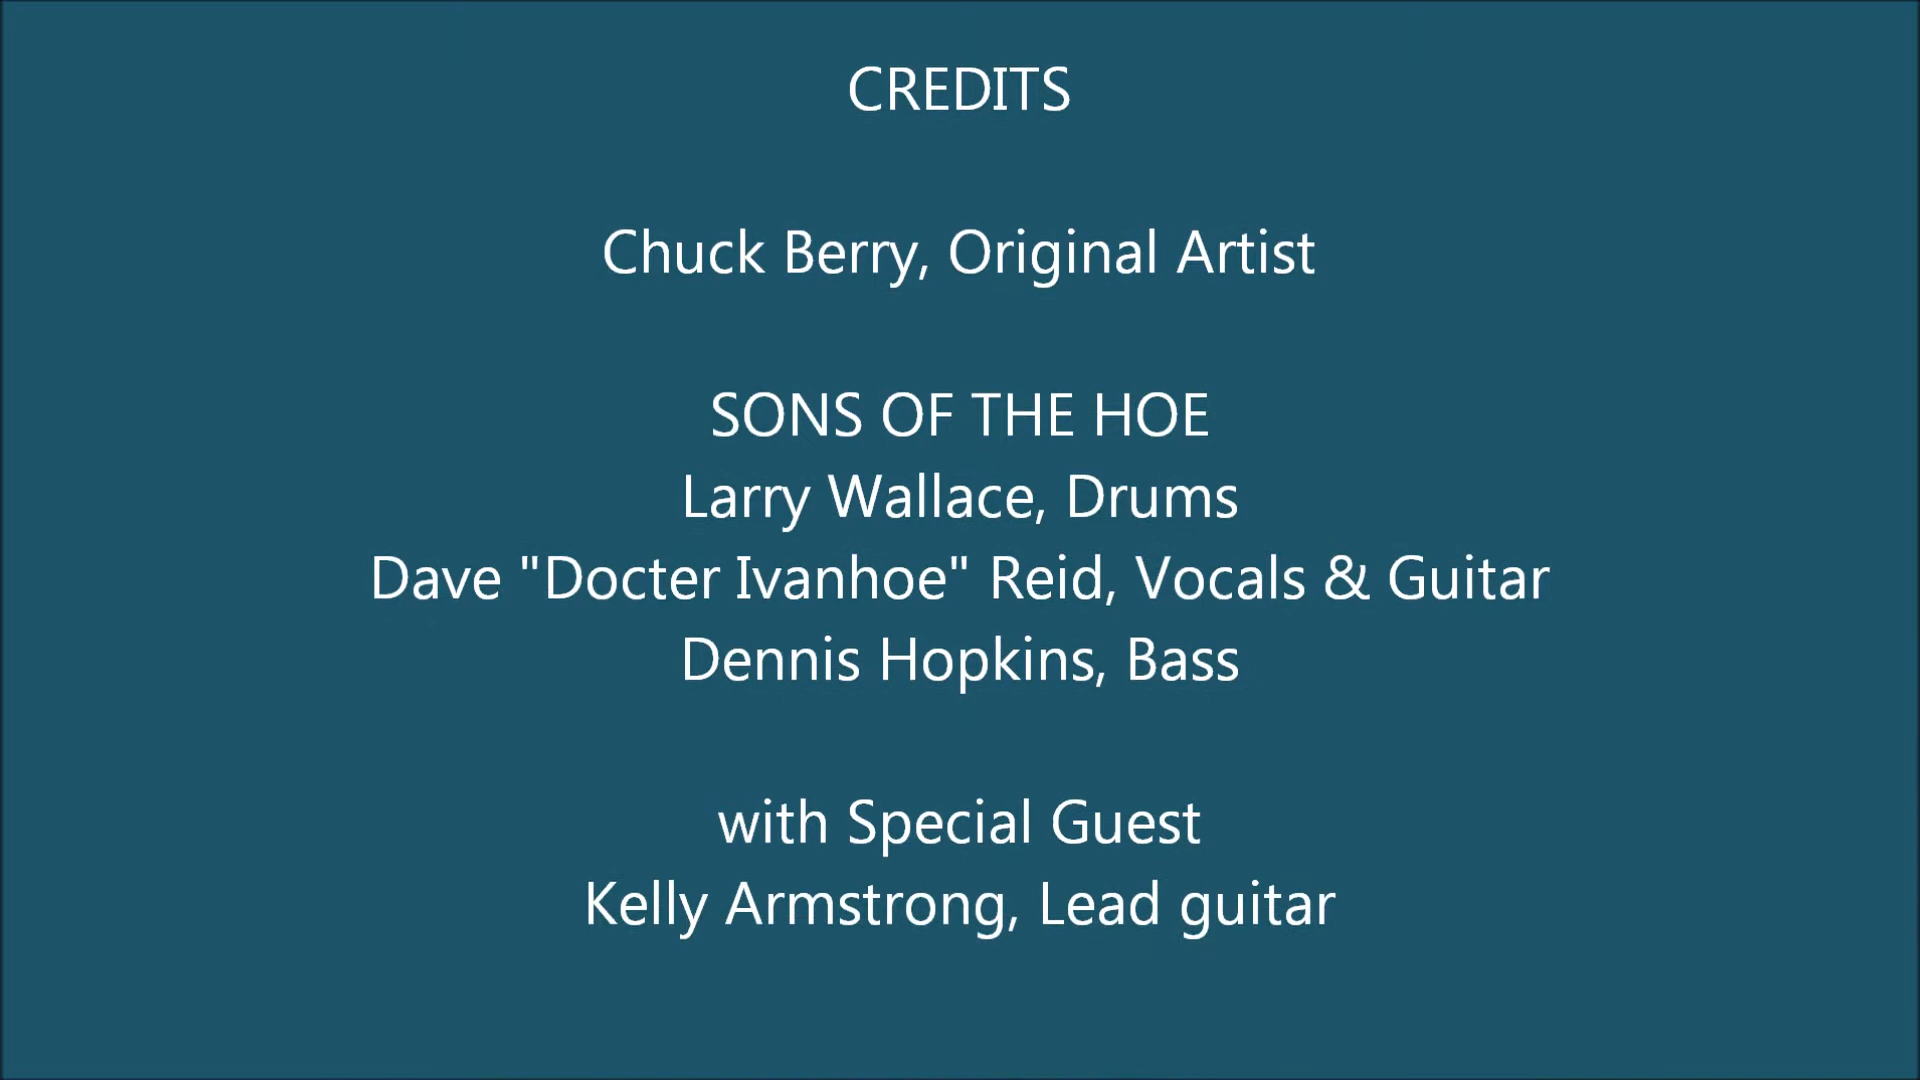 CREDITS
Chuck Berry, Original Artist
SONS OF THE HOE
Larry Wallace, Drums
Dave "Docter Ivanhoe" Reid, Vocals & Guitar
Dennis Hopkins, Bass
with Special Guest
Kelly Armstrong, Lead guitar